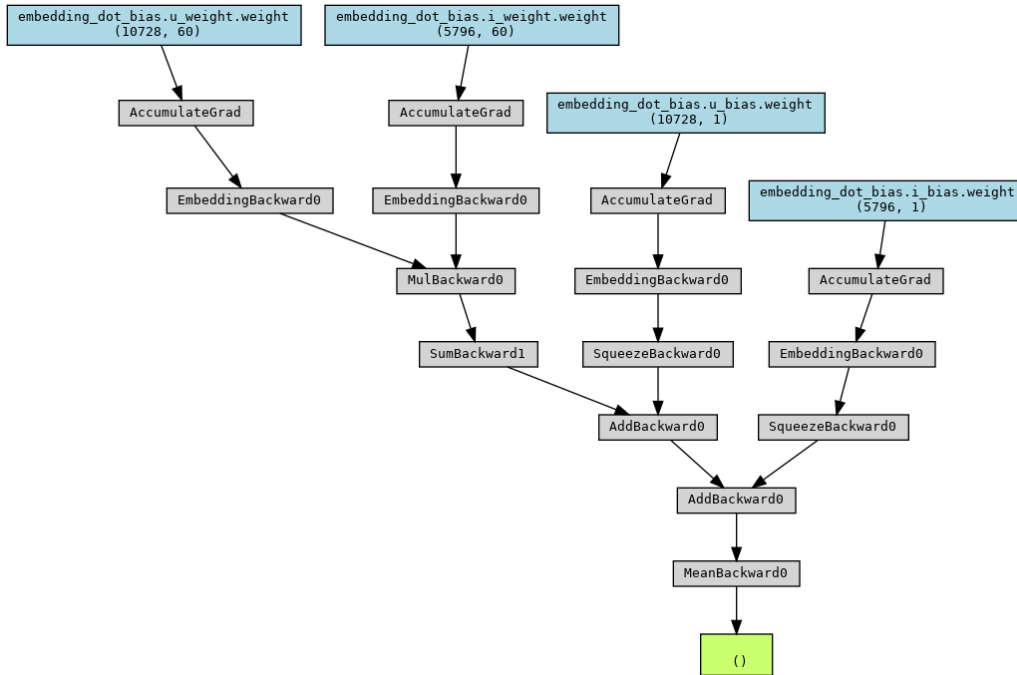 embedding_dot_bias.u_weight.weight
(10728, 60)
embedding_dot_bias.i_weight.weight
(5796, 60)
AccumulateGrad
AccumulateGrad
embedding_dot_bias.u_bias.weight
(10728, 1)
EmbeddingBackward0
EmbeddingBackward0
AccumulateGrad
embedding_dot_bias.i_bias.weight
(5796, 1)
MulBackward0
EmbeddingBackward0
AccumulateGrad
SumBackward1
SqueezeBackward0
EmbeddingBackward0
AddBackward0
SqueezeBackward0
AddBackward0
MeanBackward0
()